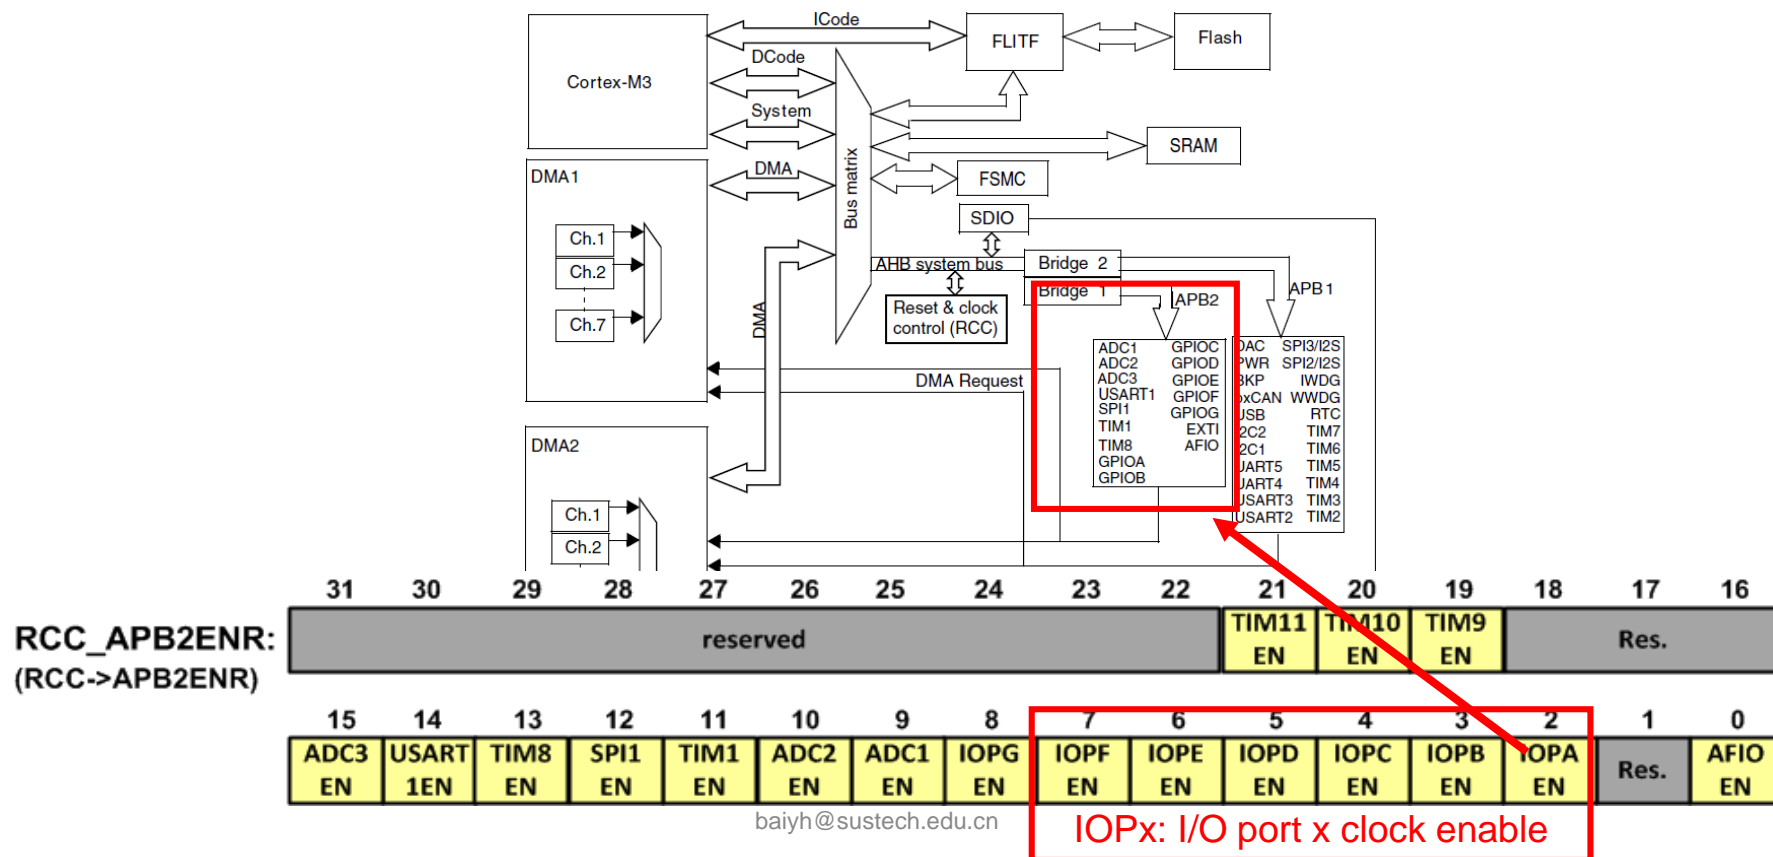 ICode
FLITF
Flash
DCode
Cortex-M3
System
SRAM
DMA
DMA1
Bus matrix
FSMC
SDIO
Ch.1
Ch.2
Ch.7
AHB system bus
Bridge 2
Bridge 1
APB2
APB1
Reset & clock
control (RCC)
DMA
ADC1 GPIOC
ADC2 GPIOD
ADC3 GPIOE
USART1 GPIOF
SPI1 GPIOG
TIM1 EXTI
TIM8 AFIO
GPIOA
GPIOB
DAC SPI3/I2S
PWR SPI2/I2S
BKP IWDG
bxCAN WWDG
USB RTC
I2C2 TIM7
I2C1 TIM6
UART5 TIM5
UART4 TIM4
USART3 TIM3
USART2 TIM2
DMA Request
DMA2
Ch.1
Ch.2
31 30 29 28 27 26 25 24 23 22 21 20 19 18 17 16
RCC_APB2ENR:
(RCC->APB2ENR)
reserved
TIM11 EN
TIM10 EN
TIM9 EN
Res.
15 14 13 12 11 10 9 8 7 6 5 4 3 2 1 0
ADC3 EN
USART 1EN
TIM8 EN
SPI1 EN
TIM1 EN
ADC2 EN
ADC1 EN
IOPG EN
IOPF EN
IOPE EN
IOPD EN
IOPC EN
IOPB EN
IOPA EN
Res.
AFIO EN
baiyh@sustech.edu.cn
IOPx: I/O port x clock enable